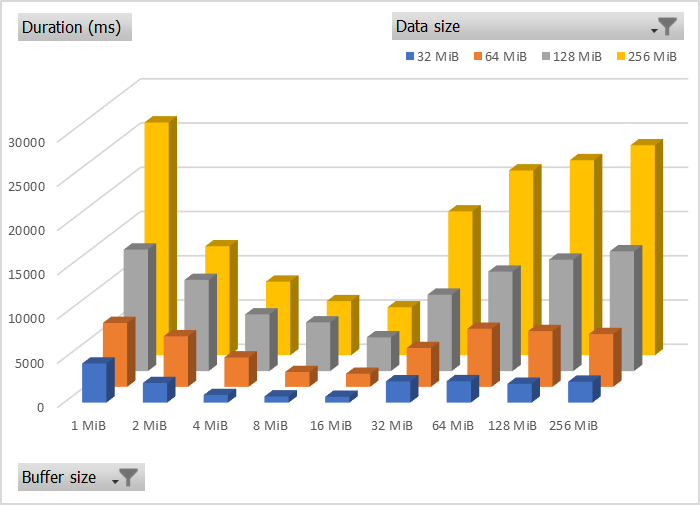 Duration (ms)
Data size
32 MiB 64 MiB 128 MiB 256 MiB
30000
25000
20000
15000
10000
5000
0
1 MiB 2 MiB 4 MiB 8 MiB 16 MiB 32 MiB 64 MiB 128 MiB 256 MiB
Buffer size